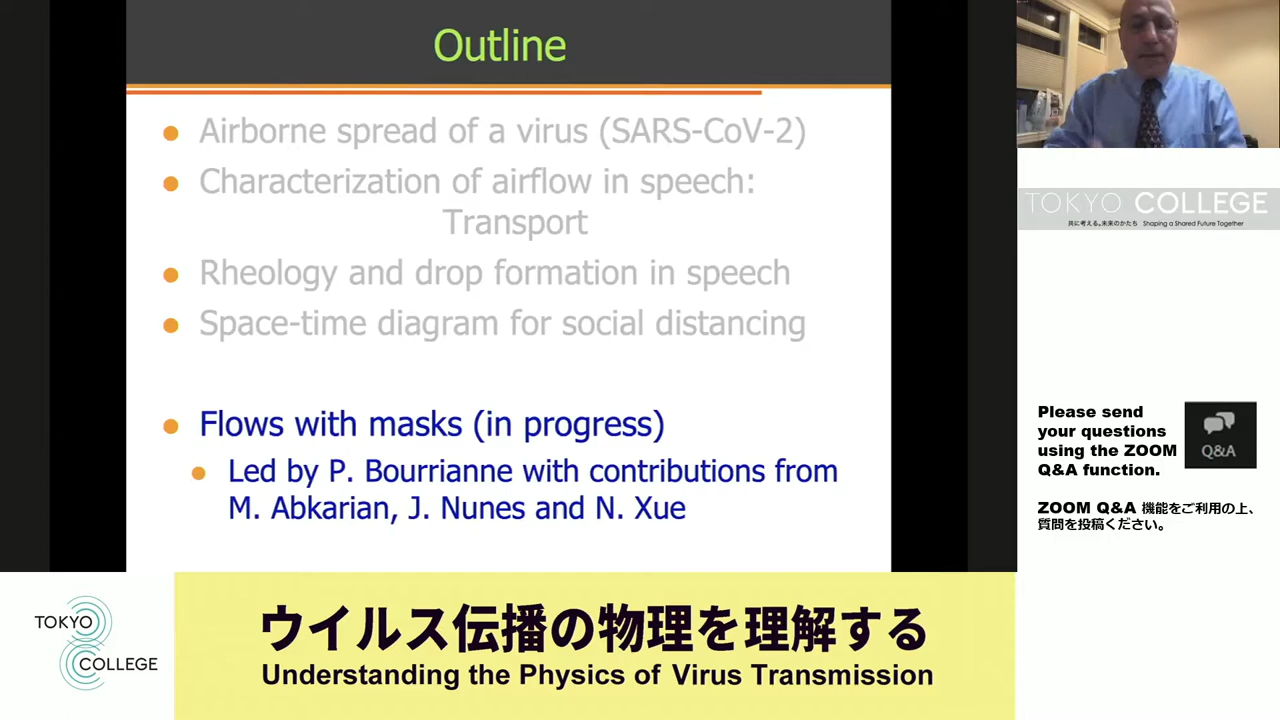 Outline
Airborne spread of a virus (SARS-CoV-2)
Characterization of airflow in speech:
Transport
Rheology and drop formation in speech
Space-time diagram for social distancing
Flows with masks (in progress)
Led by P. Bourrianne with contributions from
M. Abkarian, J. Nunes and N. Xue
TOKYO COLLEGE
共に考える。未来のかたち Shaping a Shared Future Together
Please send
your questions
using the ZOOM
Q&A function.
Q&A
ZOOM Q&A 機能をご利用の上、
質問を投稿ください。
TOKYO
COLLEGE
ウイルス伝播の物理を理解する
Understanding the Physics of Virus Transmission